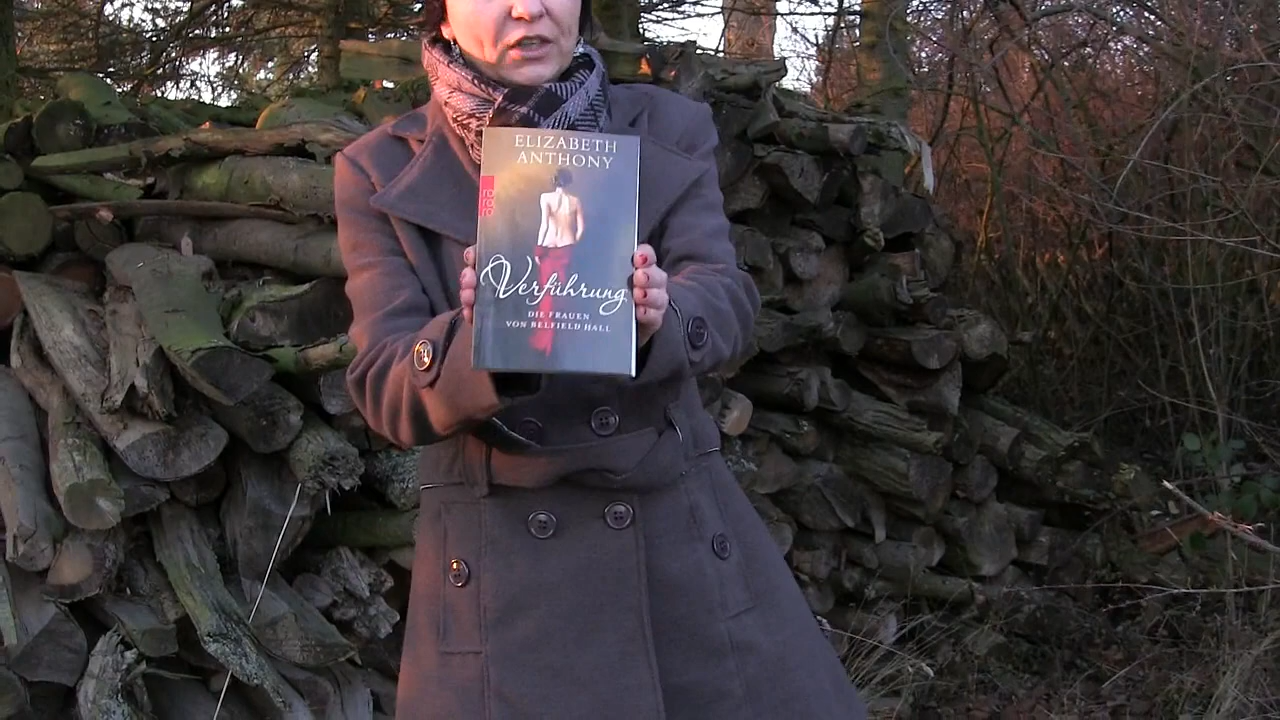 ELIZABETH
ANTHONY
Verführung
DIE FRAUEN
VON BELFIELD HALL